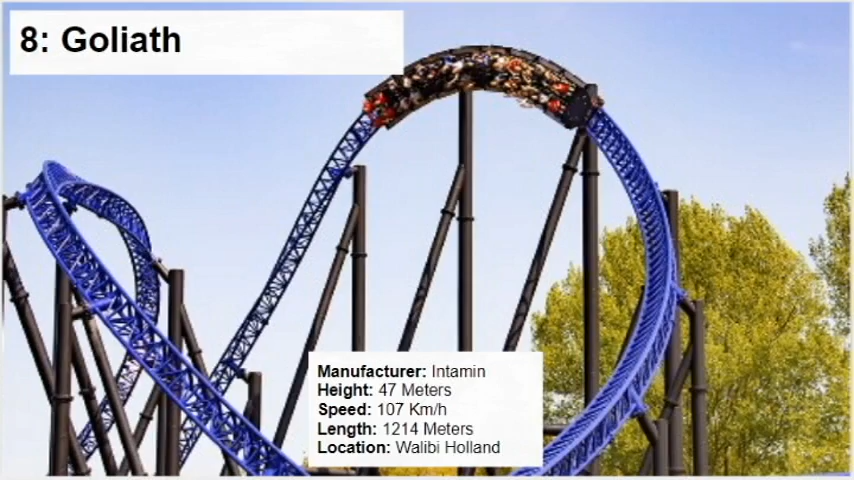 8: Goliath
Manufacturer: Intamin
Height: 47 Meters
Speed: 107 Km/h
Length: 1214 Meters
Location: Walibi Holland